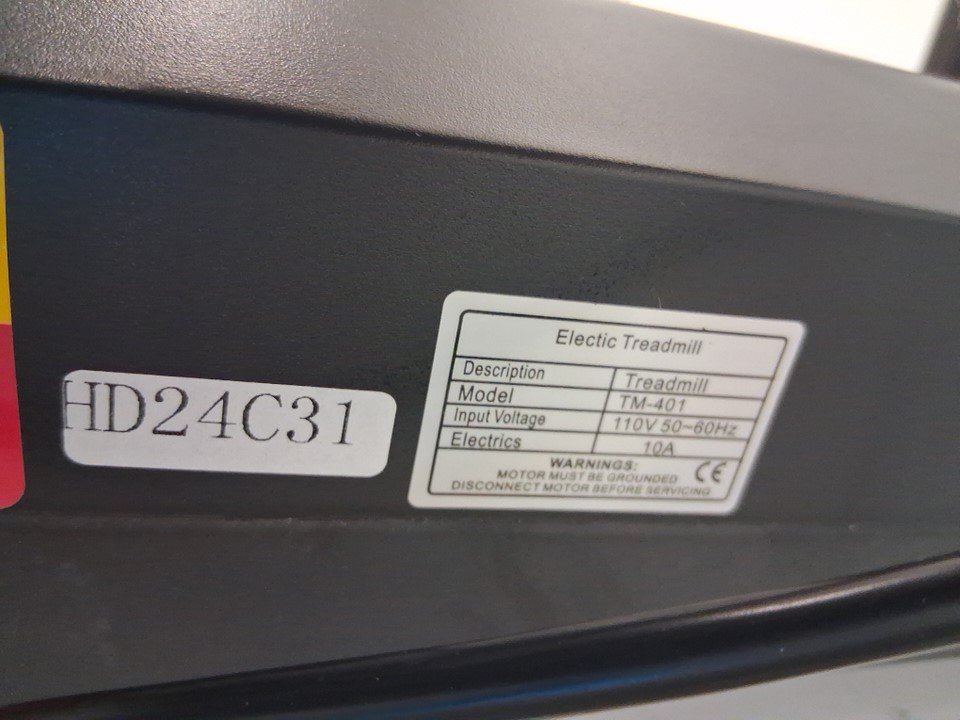 HD24C31
Electic Treadmill
Description Treadmill
Model TM-401
Input Voltage 110V 50~60Hz
Electrics 10A
WARNINGS:
MOTOR MUST BE GROUNDED
DISCONNECT MOTOR BEFORE SERVICING
CE